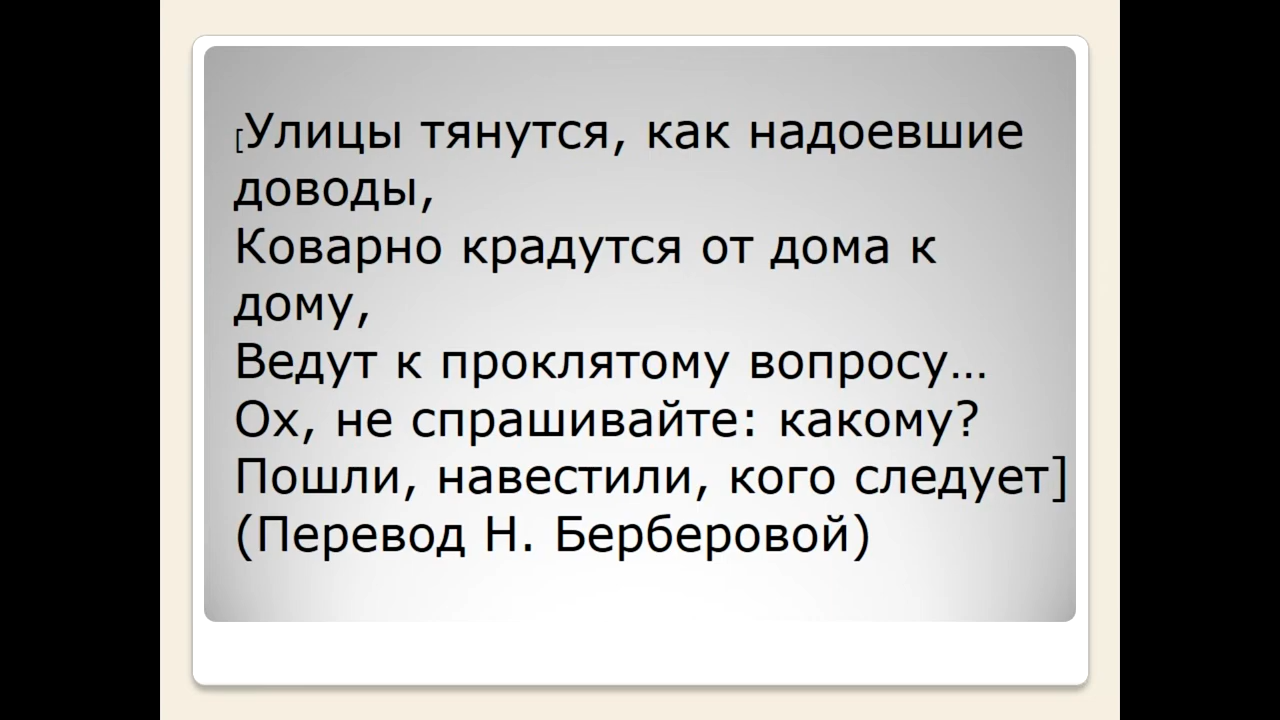 [Улицы тянутся, как надоевшие
доводы,
Коварно крадутся от дома к
дому,
Ведут к проклятому вопросу…
Ох, не спрашивайте: какому?
Пошли, навестили, кого следует]
(Перевод Н. Берберовой)